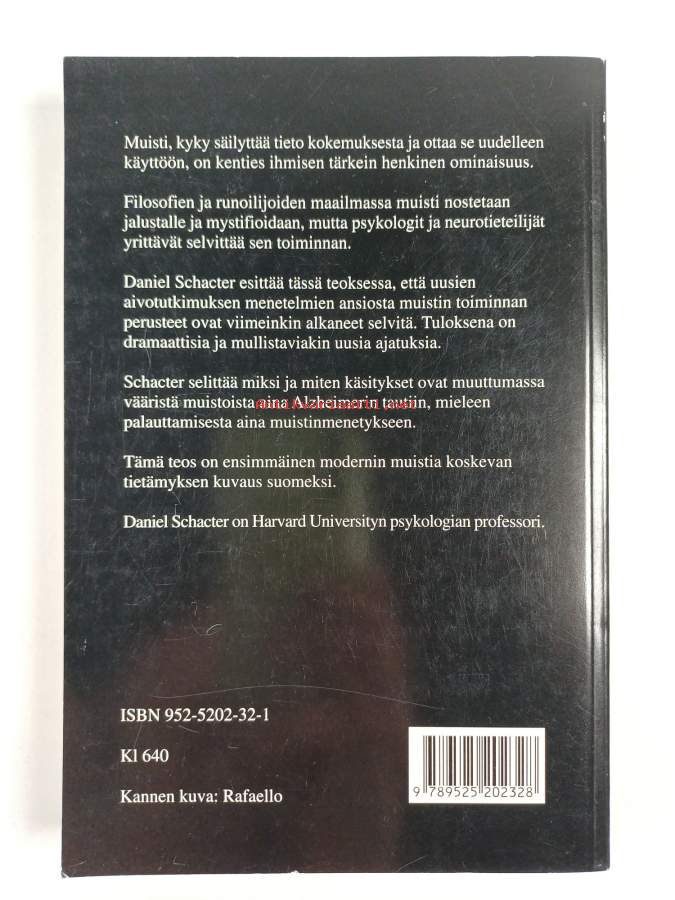 Muisti, kyky säilyttää tieto kokemuksesta ja ottaa se uudelleen
käyttöön, on kenties ihmisen tärkein henkinen ominaisuus.
Filosofien ja runoilijoiden maailmassa muisti nostetaan
jalustalle ja mystifioidaan, mutta psykologit ja neurotieteilijät
yrittävät selvittää sen toiminnan.
Daniel Schacter esittää tässä teoksessa, että uusien
aivotutkimuksen menetelmien ansiosta muistin toiminnan
perusteet ovat viimeinkin alkaneet selvitä. Tuloksena on
dramaattisia ja mullistaviakin uusia ajatuksia.
Schacter selittää miksi ja miten käsitykset ovat muuttumassa
vääristä muistoista aina Alzheimerin tautiin, mieleen
Antikvariaatti.net
palauttamisesta aina muistinmenetykseen.
Tämä teos on ensimmäinen modernin muistia koskevan
tietämyksen kuvaus suomeksi.
Daniel Schacter on Harvard Universityn psykologian professori.
ISBN 952-5202-32-1
Kl 640
Kannen kuva: Rafaello
9 789525 202328